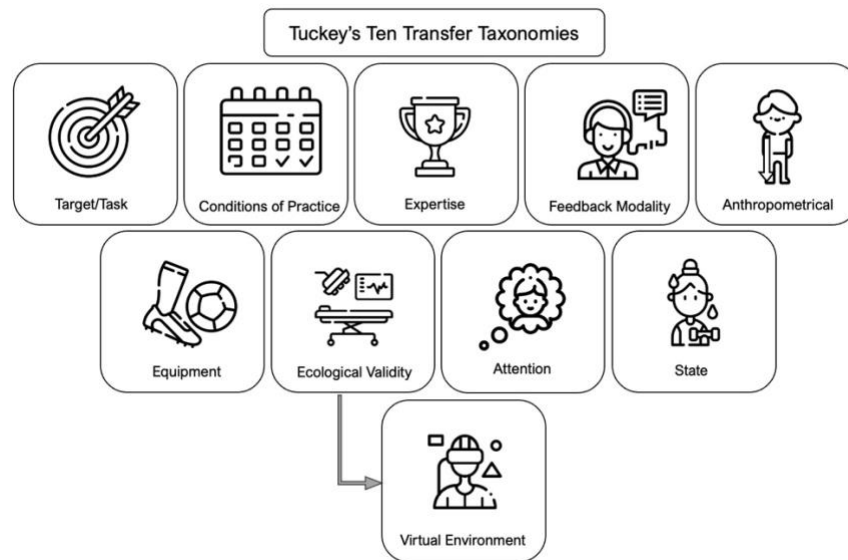 Tuckey's Ten Transfer Taxonomies
Target/Task
Conditions of Practice
Expertise
Feedback Modality
Anthropometrical
Equipment
Ecological Validity
Attention
State
Virtual Environment